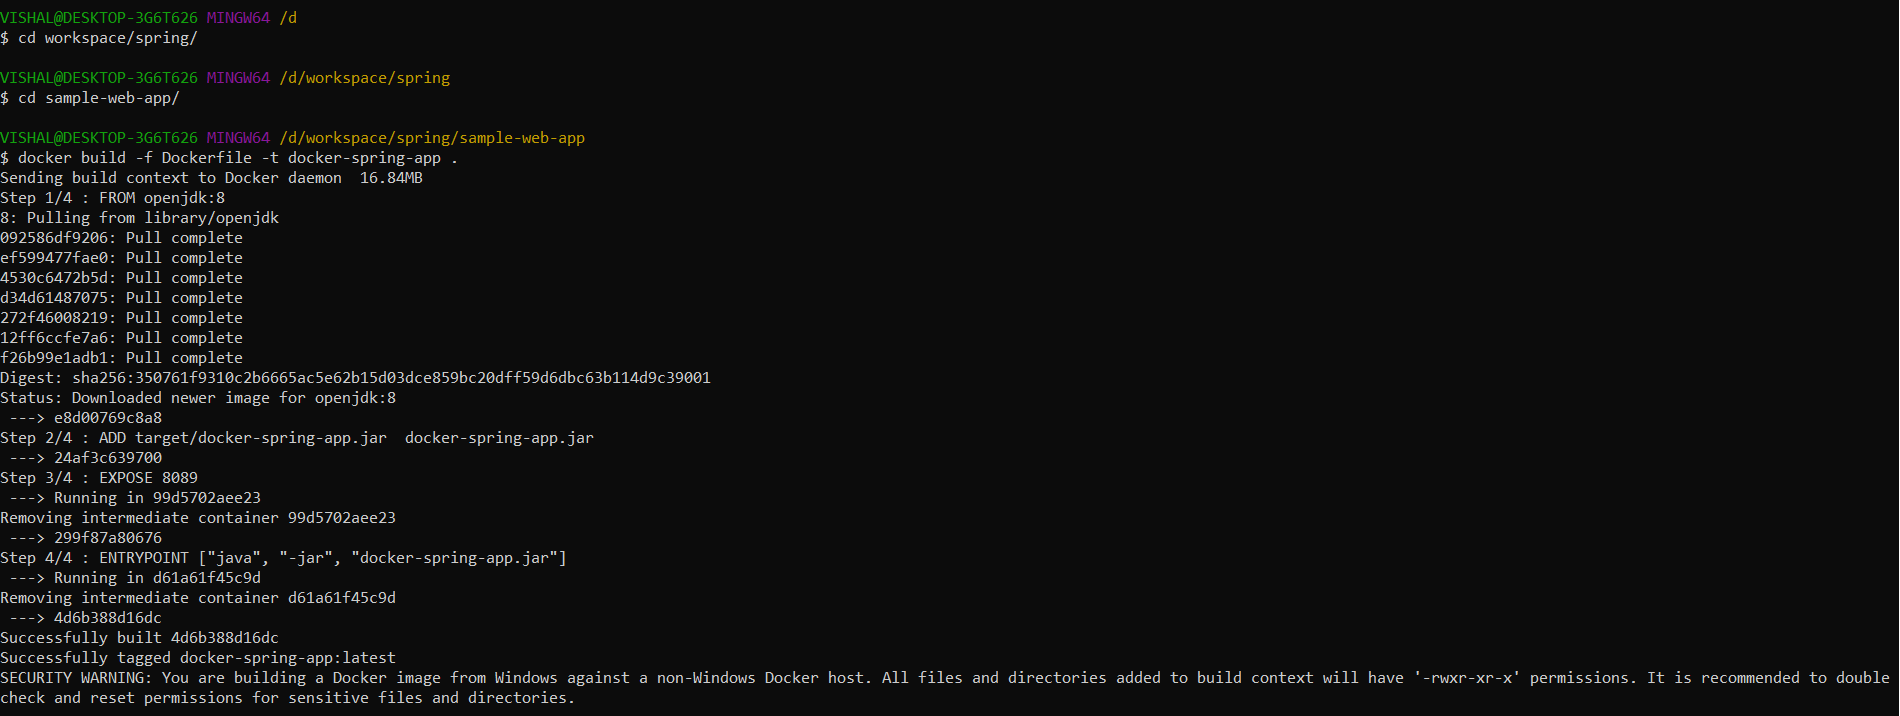 VISHAL@DESKTOP-3G6T626 MINGW64 /d
$ cd workspace/spring/
VISHAL@DESKTOP-3G6T626 MINGW64 /d/workspace/spring
$ cd sample-web-app/
VISHAL@DESKTOP-3G6T626 MINGW64 /d/workspace/spring/sample-web-app
$ docker build -f Dockerfile -t docker-spring-app .
Sending build context to Docker daemon  16.84MB
Step 1/4 : FROM openjdk:8
8: Pulling from library/openjdk
092586df9206: Pull complete
ef599477fae0: Pull complete
4530c6472b5d: Pull complete
d34d61487075: Pull complete
272f46008219: Pull complete
12ff6ccfe7a6: Pull complete
f26b99e1adb1: Pull complete
Digest: sha256:350761f9310c2b6665ac5e62b15d03dce859bc20dff59d6dbc63b114d9c39001
Status: Downloaded newer image for openjdk:8
 ---> e8d00769c8a8
Step 2/4 : ADD target/docker-spring-app.jar  docker-spring-app.jar
 ---> 24af3c639700
Step 3/4 : EXPOSE 8089
 ---> Running in 99d5702aee23
Removing intermediate container 99d5702aee23
 ---> 299f87a80676
Step 4/4 : ENTRYPOINT ["java", "-jar", "docker-spring-app.jar"]
 ---> Running in d61a61f45c9d
Removing intermediate container d61a61f45c9d
 ---> 4d6b388d16dc
Successfully built 4d6b388d16dc
Successfully tagged docker-spring-app:latest
SECURITY WARNING: You are building a Docker image from Windows against a non-Windows Docker host. All files and directories added to build context will have '-rwxr-xr-x' permissions. It is recommended to double
check and reset permissions for sensitive files and directories.